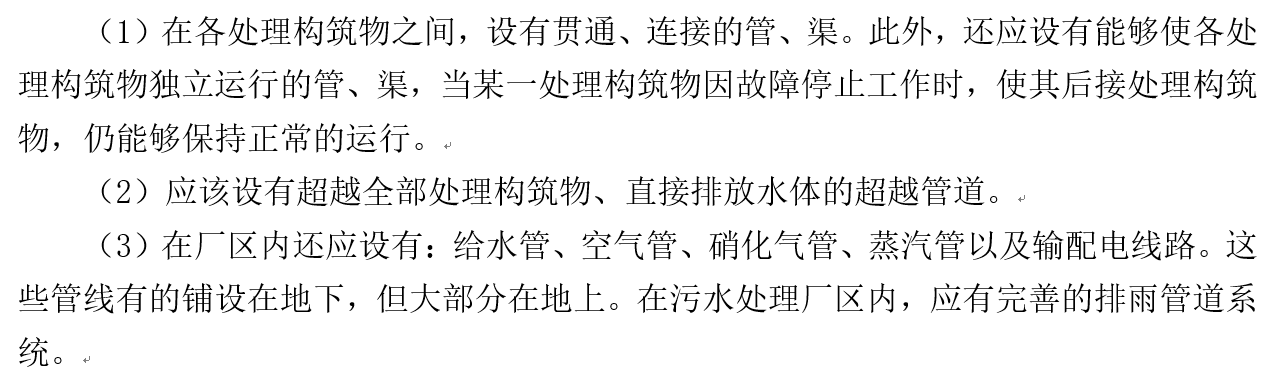 （1）在各处理构筑物之间，设有贯通、连接的管、渠。此外，还应设有能够使各处
理构筑物独立运行的管、渠，当某一处理构筑物因故障停止工作时，使其后接处理构筑
物，仍能够保持正常的运行。
（2）应该设有超越全部处理构筑物、直接排放水体的超越管道。
（3）在厂区内还应设有：给水管、空气管、硝化气管、蒸汽管以及输配电线路。这
些管线有的铺设在地下，但大部分在地上。在污水处理厂区内，应有完善的排雨管道系
统。